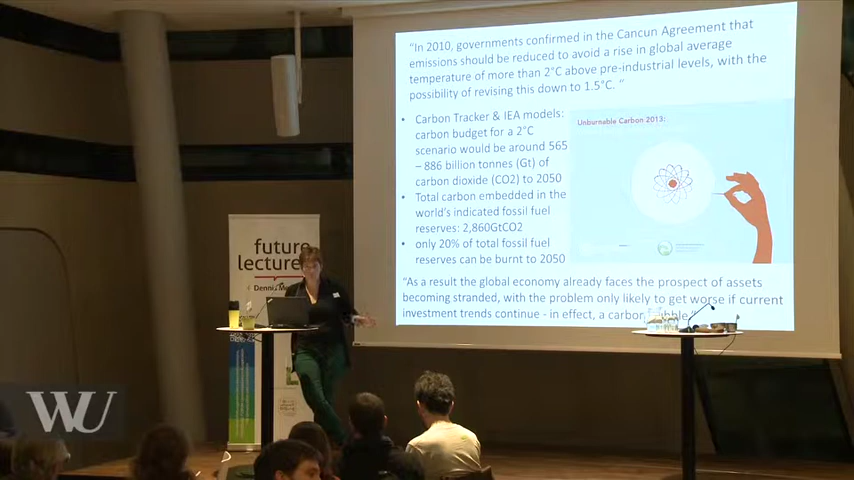 “In 2010, governments confirmed in the Cancun Agreement that
emissions should be reduced to avoid a rise in global average
temperature of more than 2°C above pre-industrial levels, with the
possibility of revising this down to 1.5°C. “
• Carbon Tracker & IEA models:
carbon budget for a 2°C
scenario would be around 565
– 886 billion tonnes (Gt) of
carbon dioxide (CO2) to 2050
• Total carbon embedded in the
world's indicated fossil fuel
reserves: 2,860GtCO2
• only 20% of total fossil fuel
reserves can be burnt to 2050
Unburnable Carbon 2013:
“As a result the global economy already faces the prospect of assets
becoming stranded, with the problem only likely to get worse if current
investment trends continue - in effect, a carbon
future
lecture
Dennis
WU